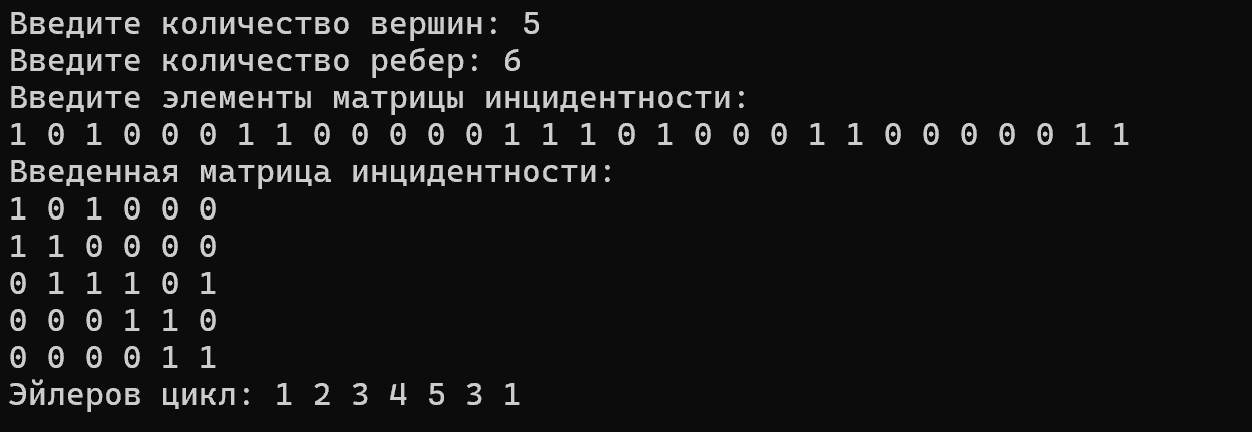 Введите количество вершин: 5
Введите количество ребер: 6
Введите элементы матрицы инцидентности:
1 0 1 0 0 0 1 1 0 0 0 0 0 1 1 1 0 1 0 0 0 1 1 0 0 0 0 0 1 1
Введенная матрица инцидентности:
1 0 1 0 0 0
1 1 0 0 0 0
0 1 1 1 0 1
0 0 0 1 1 0
0 0 0 0 1 1
Эйлеров цикл: 1 2 3 4 5 3 1